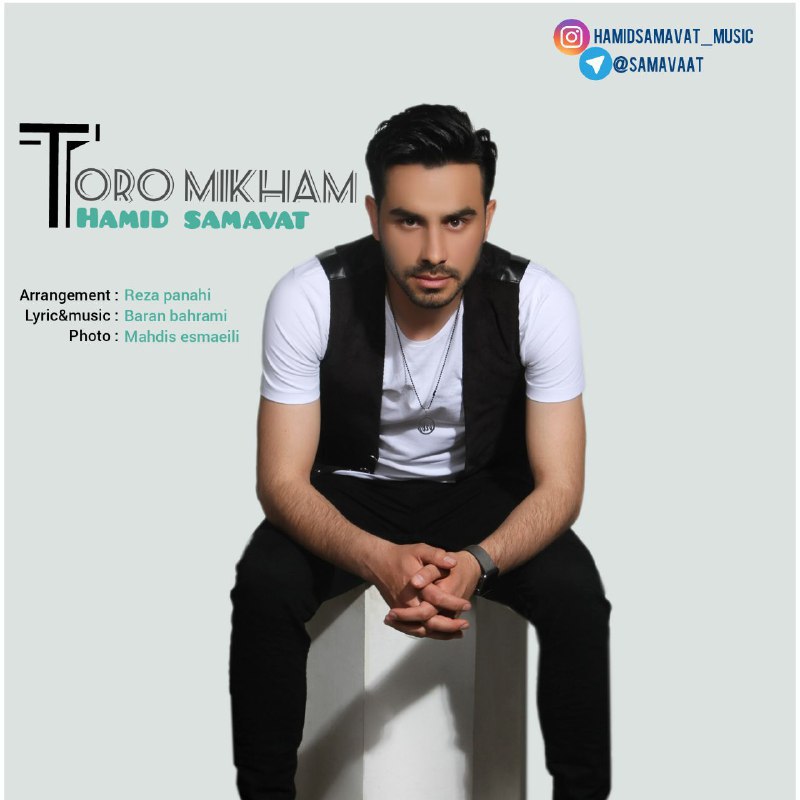 HAMIDSAMAVAT_MUSIC
@SAMAVAAT
TORO MIKHAM
HAMID SAMAVAT
Arrangement : Reza panahi
Lyric&music : Baran bahrami
Photo : Mahdis esmaeili